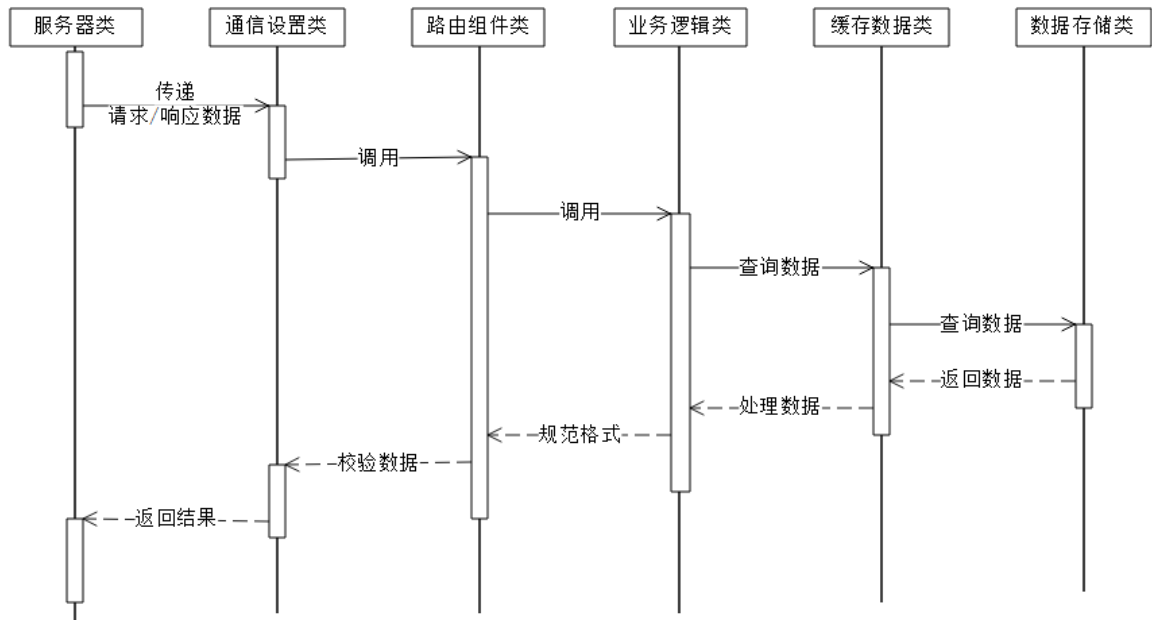 服务器类
通信设置类
路由组件类
业务逻辑类
缓存数据类
数据存储类
传递
请求/响应数据
调用
调用
查询数据
查询数据
返回数据
处理数据
规范格式
校验数据
返回结果